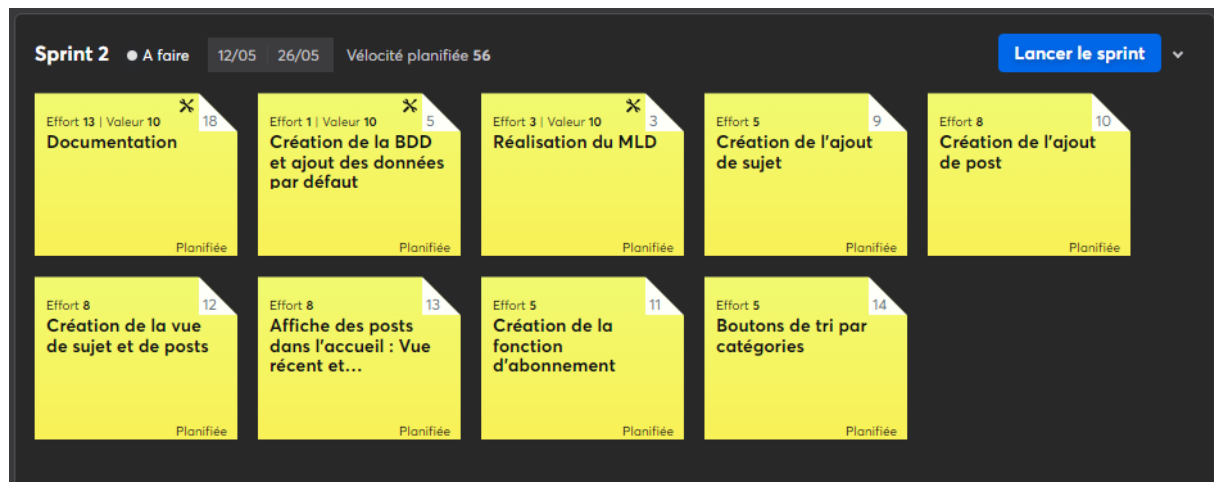 Sprint 2 A faire 12/05 26/05 Vélocité planifiée 56 Lancer le sprint
Effort 13 | Valeur 10 18
Documentation
Planifiée
Effort 1 | Valeur 10 5
Création de la BDD
et ajout des données
par défaut
Planifiée
Effort 3 | Valeur 10 3
Réalisation du MLD
Planifiée
Effort 5 9
Création de l'ajout
de sujet
Planifiée
Effort 8 10
Création de l'ajout
de post
Planifiée
Effort 8 12
Création de la vue
de sujet et de posts
Planifiée
Effort 8 13
Affiche des posts
dans l'accueil : Vue
récent et...
Planifiée
Effort 5 11
Création de la
fonction
d'abonnement
Planifiée
Effort 5 14
Boutons de tri par
catégories
Planifiée